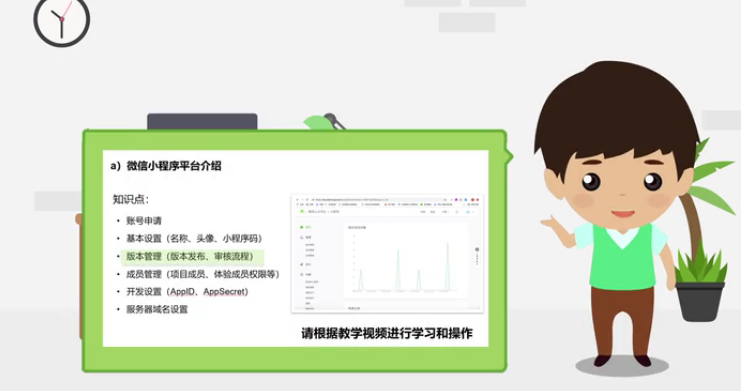 a）微信小程序平台介绍
知识点：
• 账号申请
• 基本设置（名称、头像、小程序码）
• 版本管理（版本发布、审核流程）
• 成员管理（项目成员、体验成员权限等）
• 开发设置（AppID、AppSecret）
• 服务器域名设置
请根据教学视频进行学习和操作